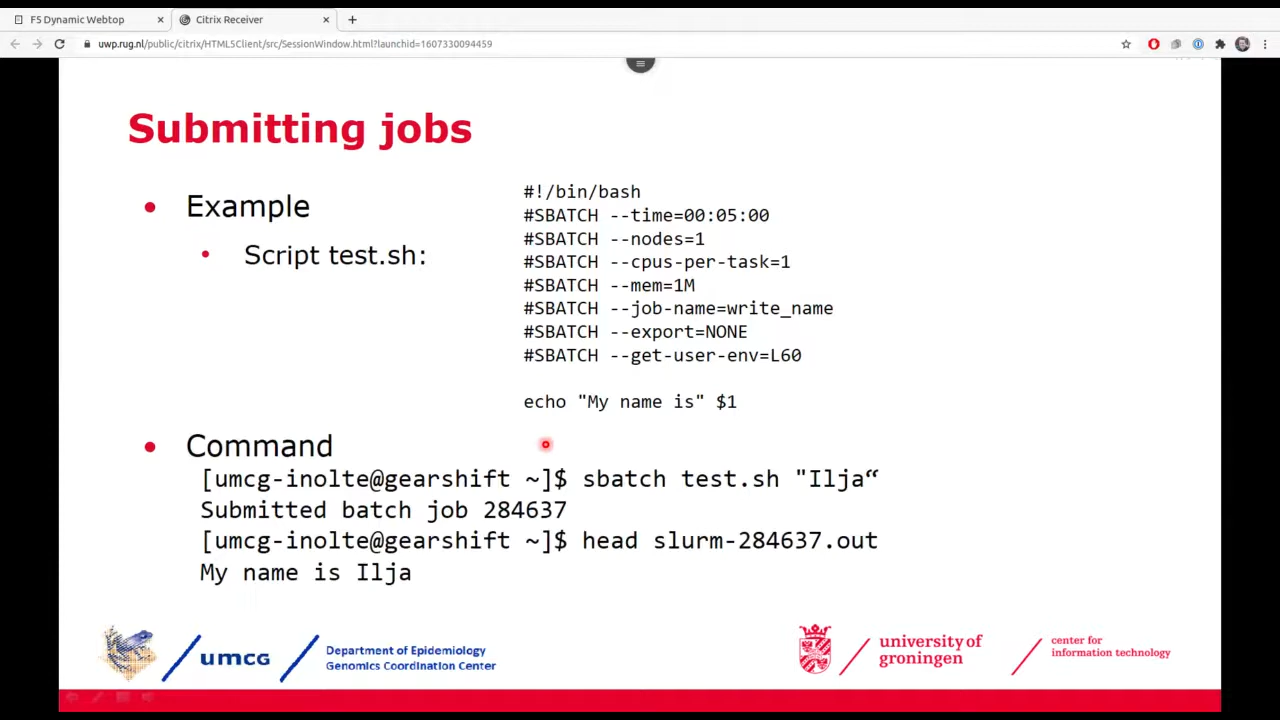 F5 Dynamic Webtop
Citrix Receiver
uwp.rug.nl/public/citrix/HTML5Client/src/SessionWindow.html?launchid=1607330094459
Submitting jobs
• Example
• Script test.sh:
#!/bin/bash
#SBATCH --time=00:05:00
#SBATCH --nodes=1
#SBATCH --cpus-per-task=1
#SBATCH --mem=1M
#SBATCH --job-name=write_name
#SBATCH --export=NONE
#SBATCH --get-user-env=L60
echo "My name is" $1
• Command
[umcg-inolte@gearshift ~]$ sbatch test.sh "Ilja“
Submitted batch job 284637
[umcg-inolte@gearshift ~]$ head slurm-284637.out
My name is Ilja
umcg
Department of Epidemiology
Genomics Coordination Center
university of
groningen
center for
information technology